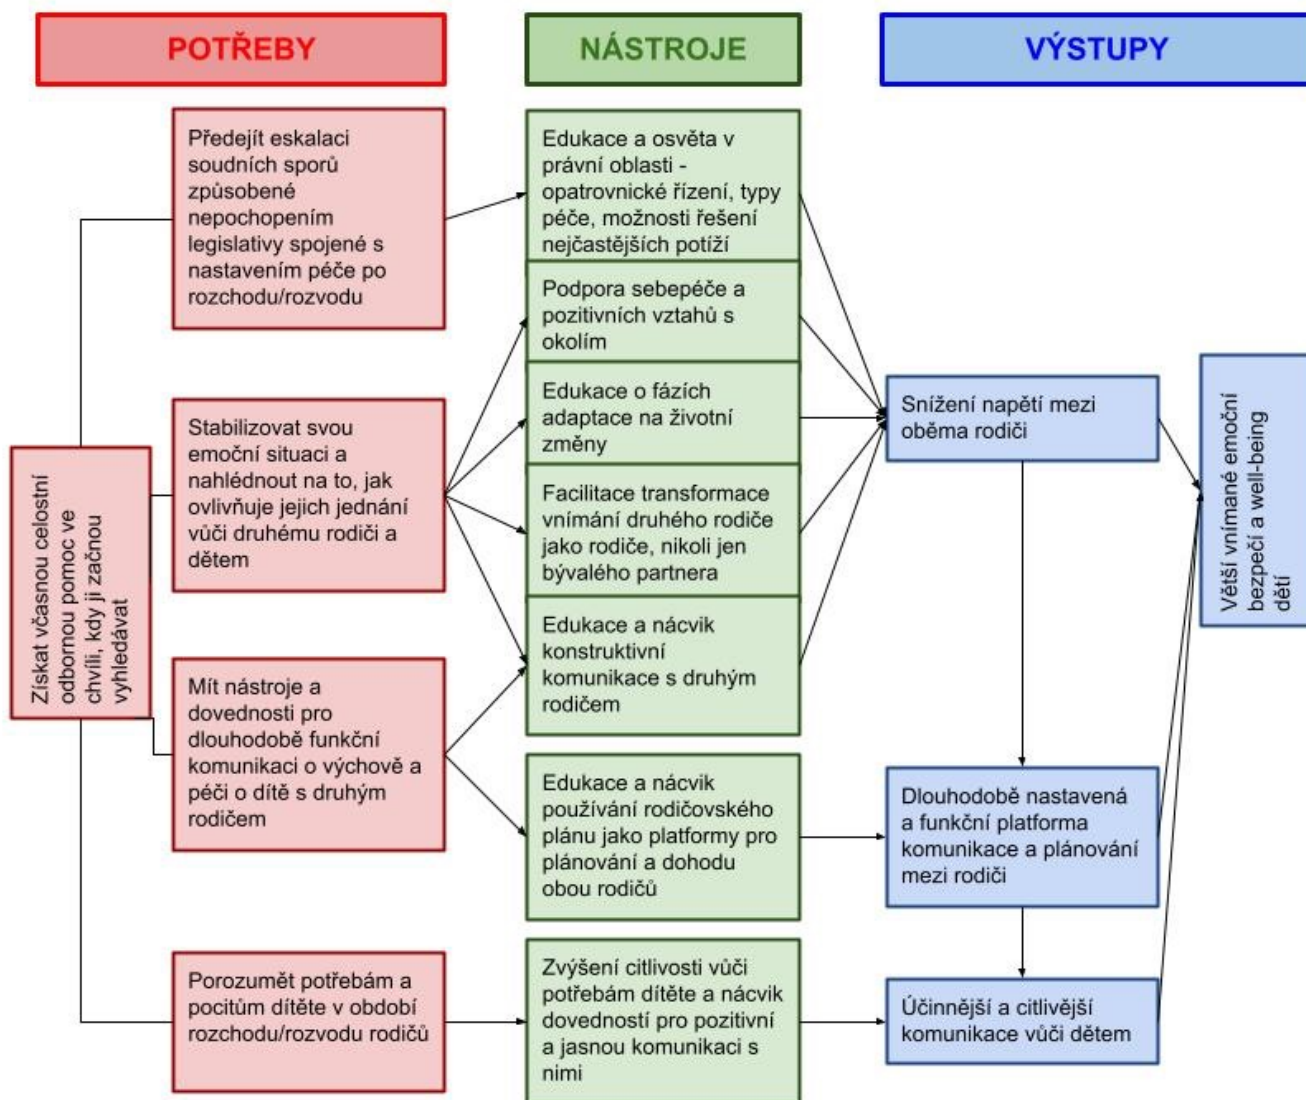 POTŘEBY
NÁSTROJE
VÝSTUPY
Získat včasnou celostní
odbornou pomoc ve
chvíli, kdy ji začnou
vyhledávat
Předejít eskalaci
soudních sporů
způsobené
nepochopením
legislativy spojené s
nastavením péče po
rozchodu/rozvodu
Stabilizovat svou
emoční situaci a
nahlédnout na to, jak
ovlivňuje jejich jednání
vůči druhému rodiči a
dětem
Mít nástroje a
dovednosti pro
dlouhodobě funkční
komunikaci o výchově a
péči o dítě s druhým
rodičem
Porozumět potřebám a
pocitům dítěte v období
rozchodu/rozvodu rodičů
Edukace a osvěta v
právní oblasti -
opatrovnické řízení, typy
péče, možnosti řešení
nejčastějších potíží
Podpora sebepéče a
pozitivních vztahů s
okolím
Edukace o fázích
adaptace na životní
změny
Facilitace transformace
vnímání druhého rodiče
jako rodiče, nikoli jen
bývalého partnera
Edukace a nácvik
konstruktivní
komunikace s druhým
rodičem
Edukace a nácvik
používání rodičovského
plánu jako platformy pro
plánování a dohodu
obou rodičů
Zvýšení citlivosti vůči
potřebám dítěte a nácvik
dovedností pro pozitivní
a jasnou komunikaci s
nimi
Snížení napětí mezi
oběma rodiči
Dlouhodobě nastavená
a funkční platforma
komunikace a plánování
mezi rodiči
Účinnější a citlivější
komunikace vůči dětem
Větší vnímané emoční
bezpečí a well-being
dětí